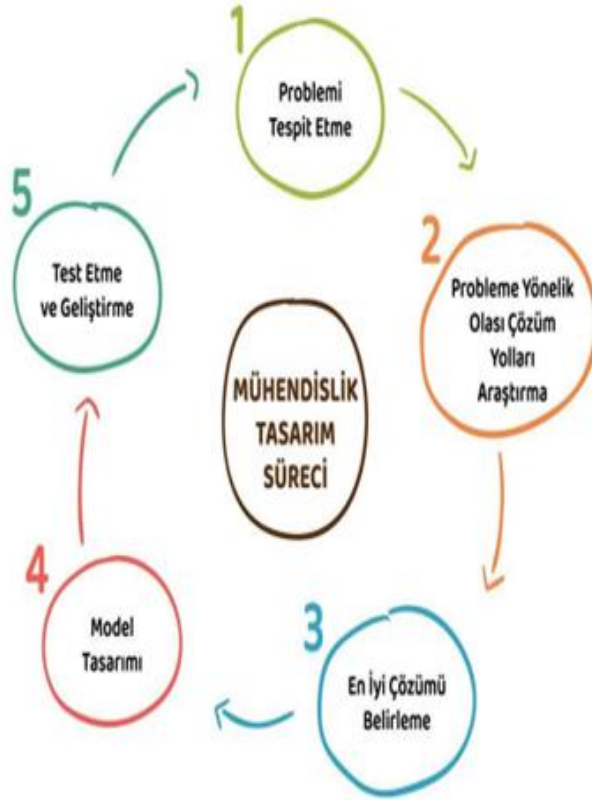 1
Problemi
Tespit Etme
2
Probleme Yönelik
Olası Çözüm
Yolları
Araştırma
3
En İyi Çözümü
Belirleme
4
Model
Tasarımı
5
Test Etme
ve Geliştirme
MÜHENDİSLİK
TASARIM
SÜRECİ